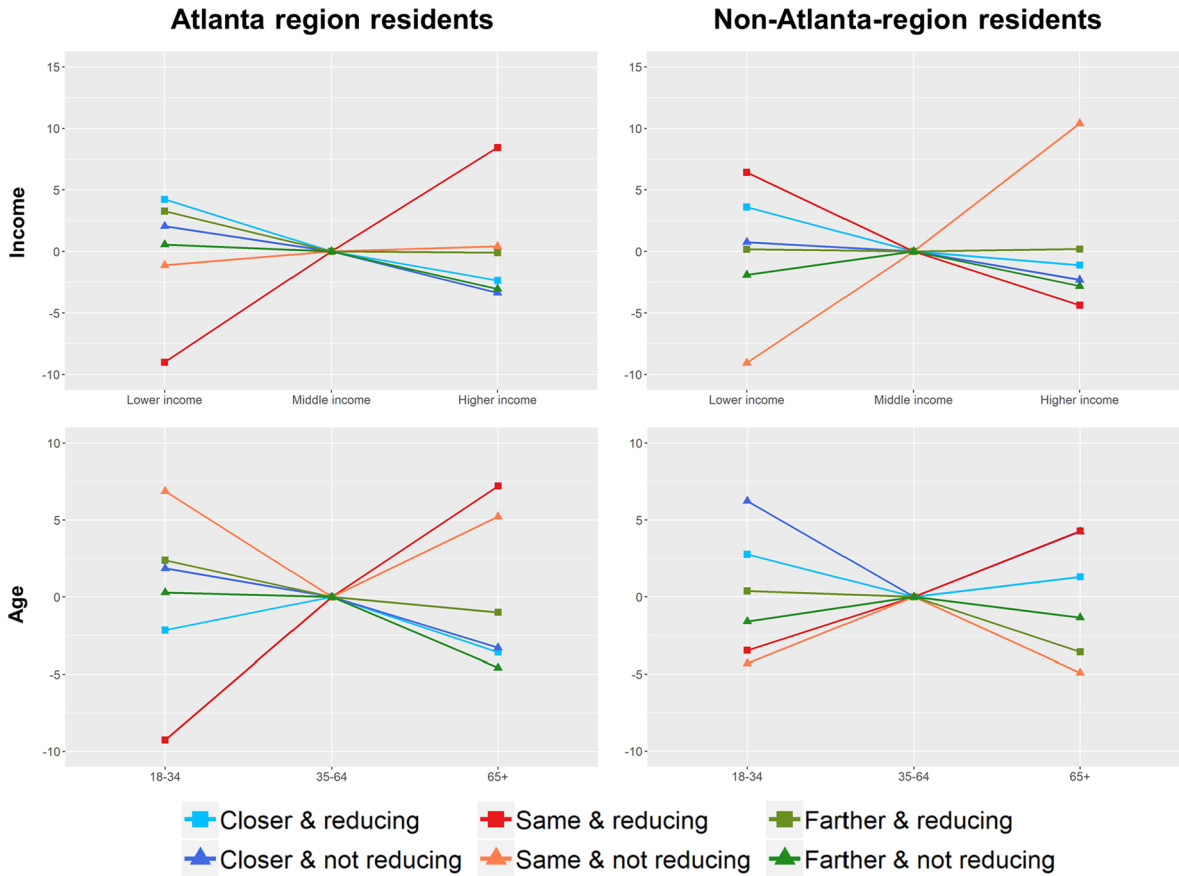 Atlanta region residents
Non-Atlanta-region residents
Income
15
10
5
0
-5
-10
Lower income
Middle income
Higher income
15
10
5
0
-5
-10
Lower income
Middle income
Higher income
Age
10
5
0
-5
-10
18-34
35-64
65+
10
5
0
-5
-10
18-34
35-64
65+
Closer & reducing
Same & reducing
Farther & reducing
Closer & not reducing
Same & not reducing
Farther & not reducing